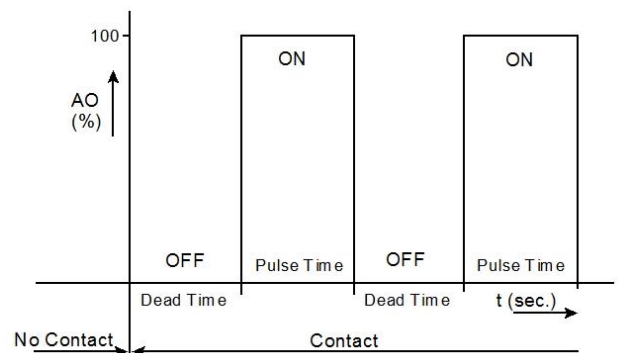 100
ON
ON
AO
(%)
OFF
Pulse Time
OFF
Pulse Time
Dead Time
Dead Time
t (sec.)
No Contact
Contact